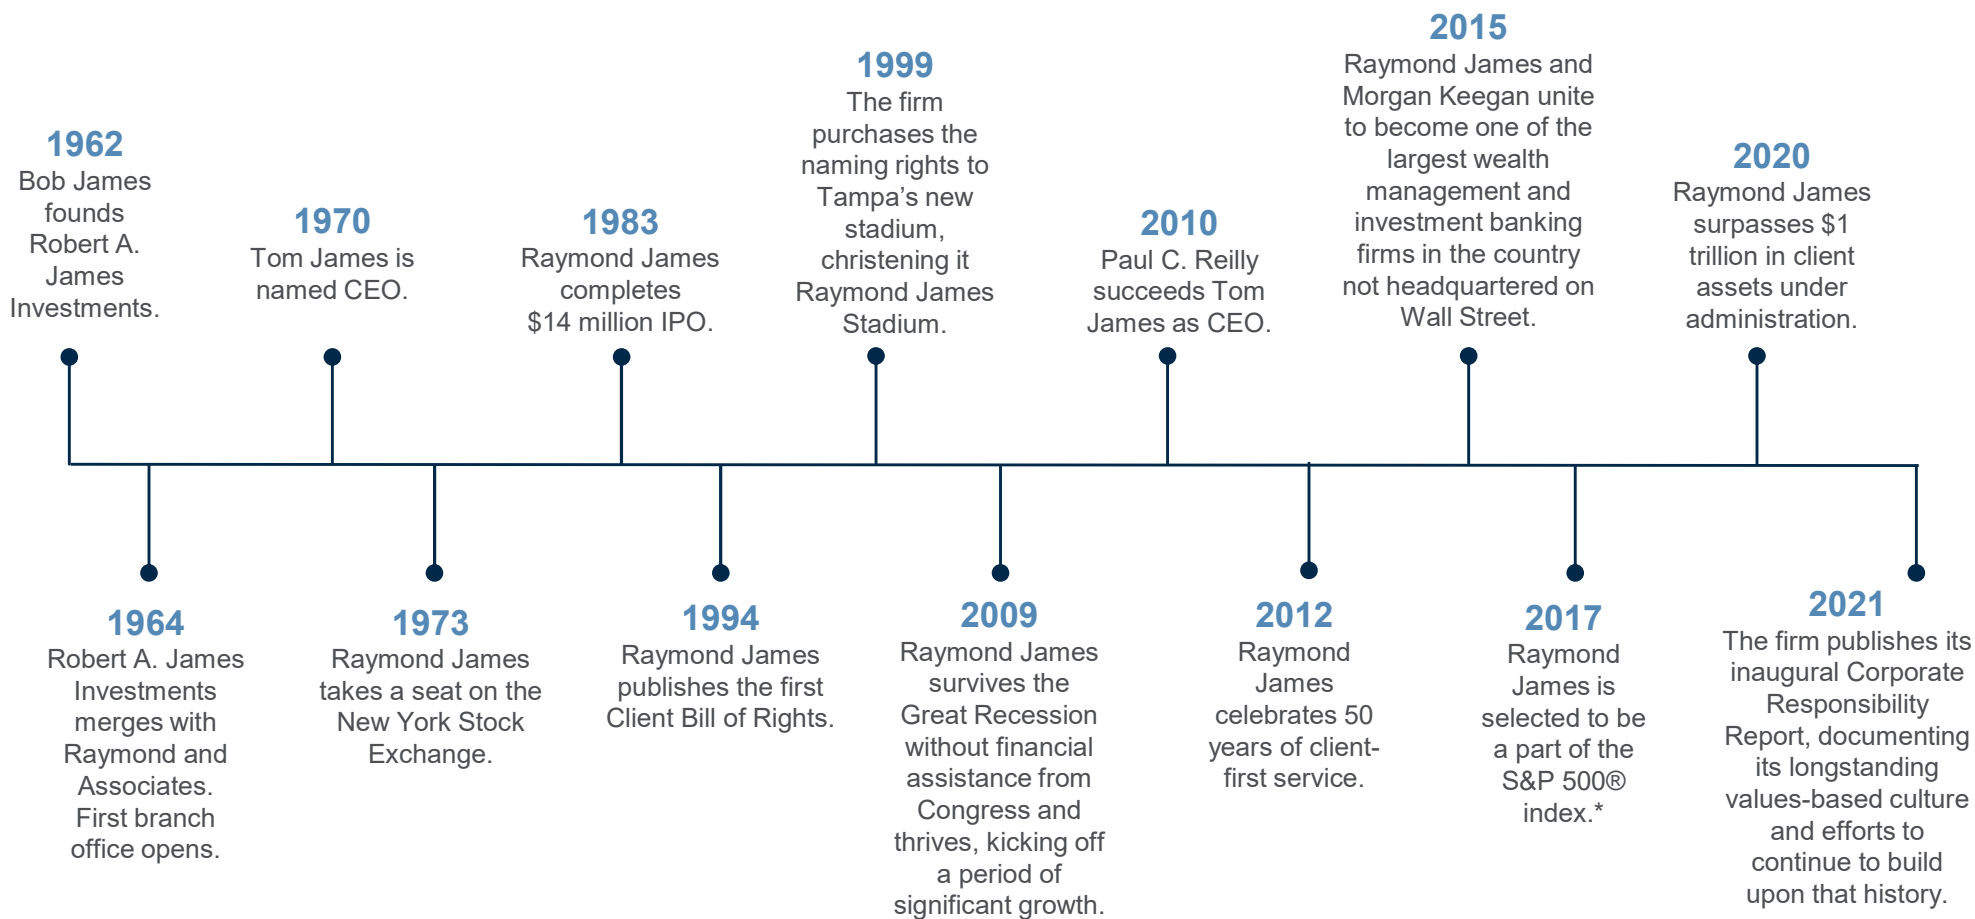 1962
Bob James
founds
Robert A.
James
Investments.
1964
Robert A. James
Investments
merges with
Raymond and
Associates.
First branch
office opens.
1970
Tom James is
named CEO.
1973
Raymond James
takes a seat on the
New York Stock
Exchange.
1983
Raymond James
completes
$14 million IPO.
1994
Raymond James
publishes the first
Client Bill of Rights.
1999
The firm
purchases the
naming rights to
Tampa’s new
stadium,
christening it
Raymond James
Stadium.
2009
Raymond James
survives the
Great Recession
without financial
assistance from
Congress and
thrives, kicking off
a period of
significant growth.
2010
Paul C. Reilly
succeeds Tom
James as CEO.
2012
Raymond
James
celebrates 50
years of client-
first service.
2015
Raymond James and
Morgan Keegan unite
to become one of the
largest wealth
management and
investment banking
firms in the country
not headquartered on
Wall Street.
2017
Raymond
James is
selected to be
a part of the
S&P 500®
index.*
2020
Raymond James
surpasses $1
trillion in client
assets under
administration.
2021
The firm publishes its
inaugural Corporate
Responsibility
Report, documenting
its longstanding
values-based culture
and efforts to
continue to build
upon that history.